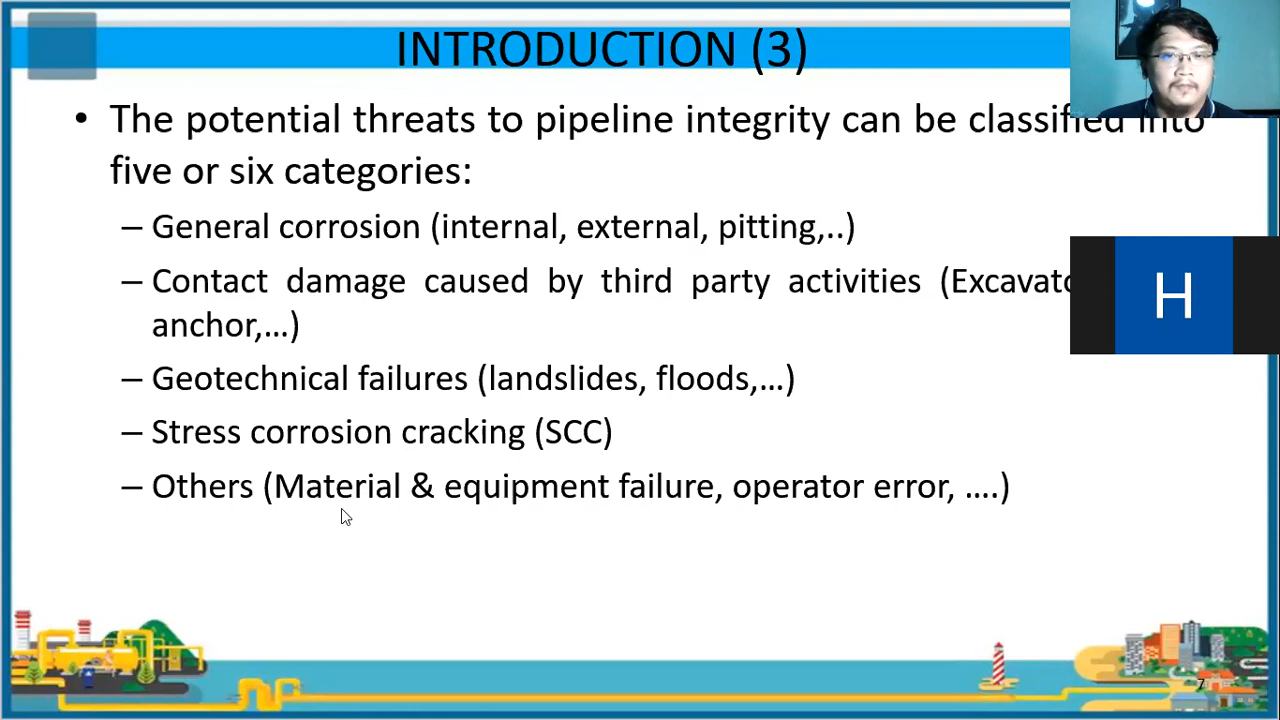 INTRODUCTION (3)
• The potential threats to pipeline integrity can be classified into
five or six categories:
– General corrosion (internal, external, pitting,..)
– Contact damage caused by third party activities
anchor,...)
– Geotechnical failures (landslides, floods,...)
– Stress corrosion cracking (SCC)
– Others (Material & equipment failure, operator error, ....)
H
7